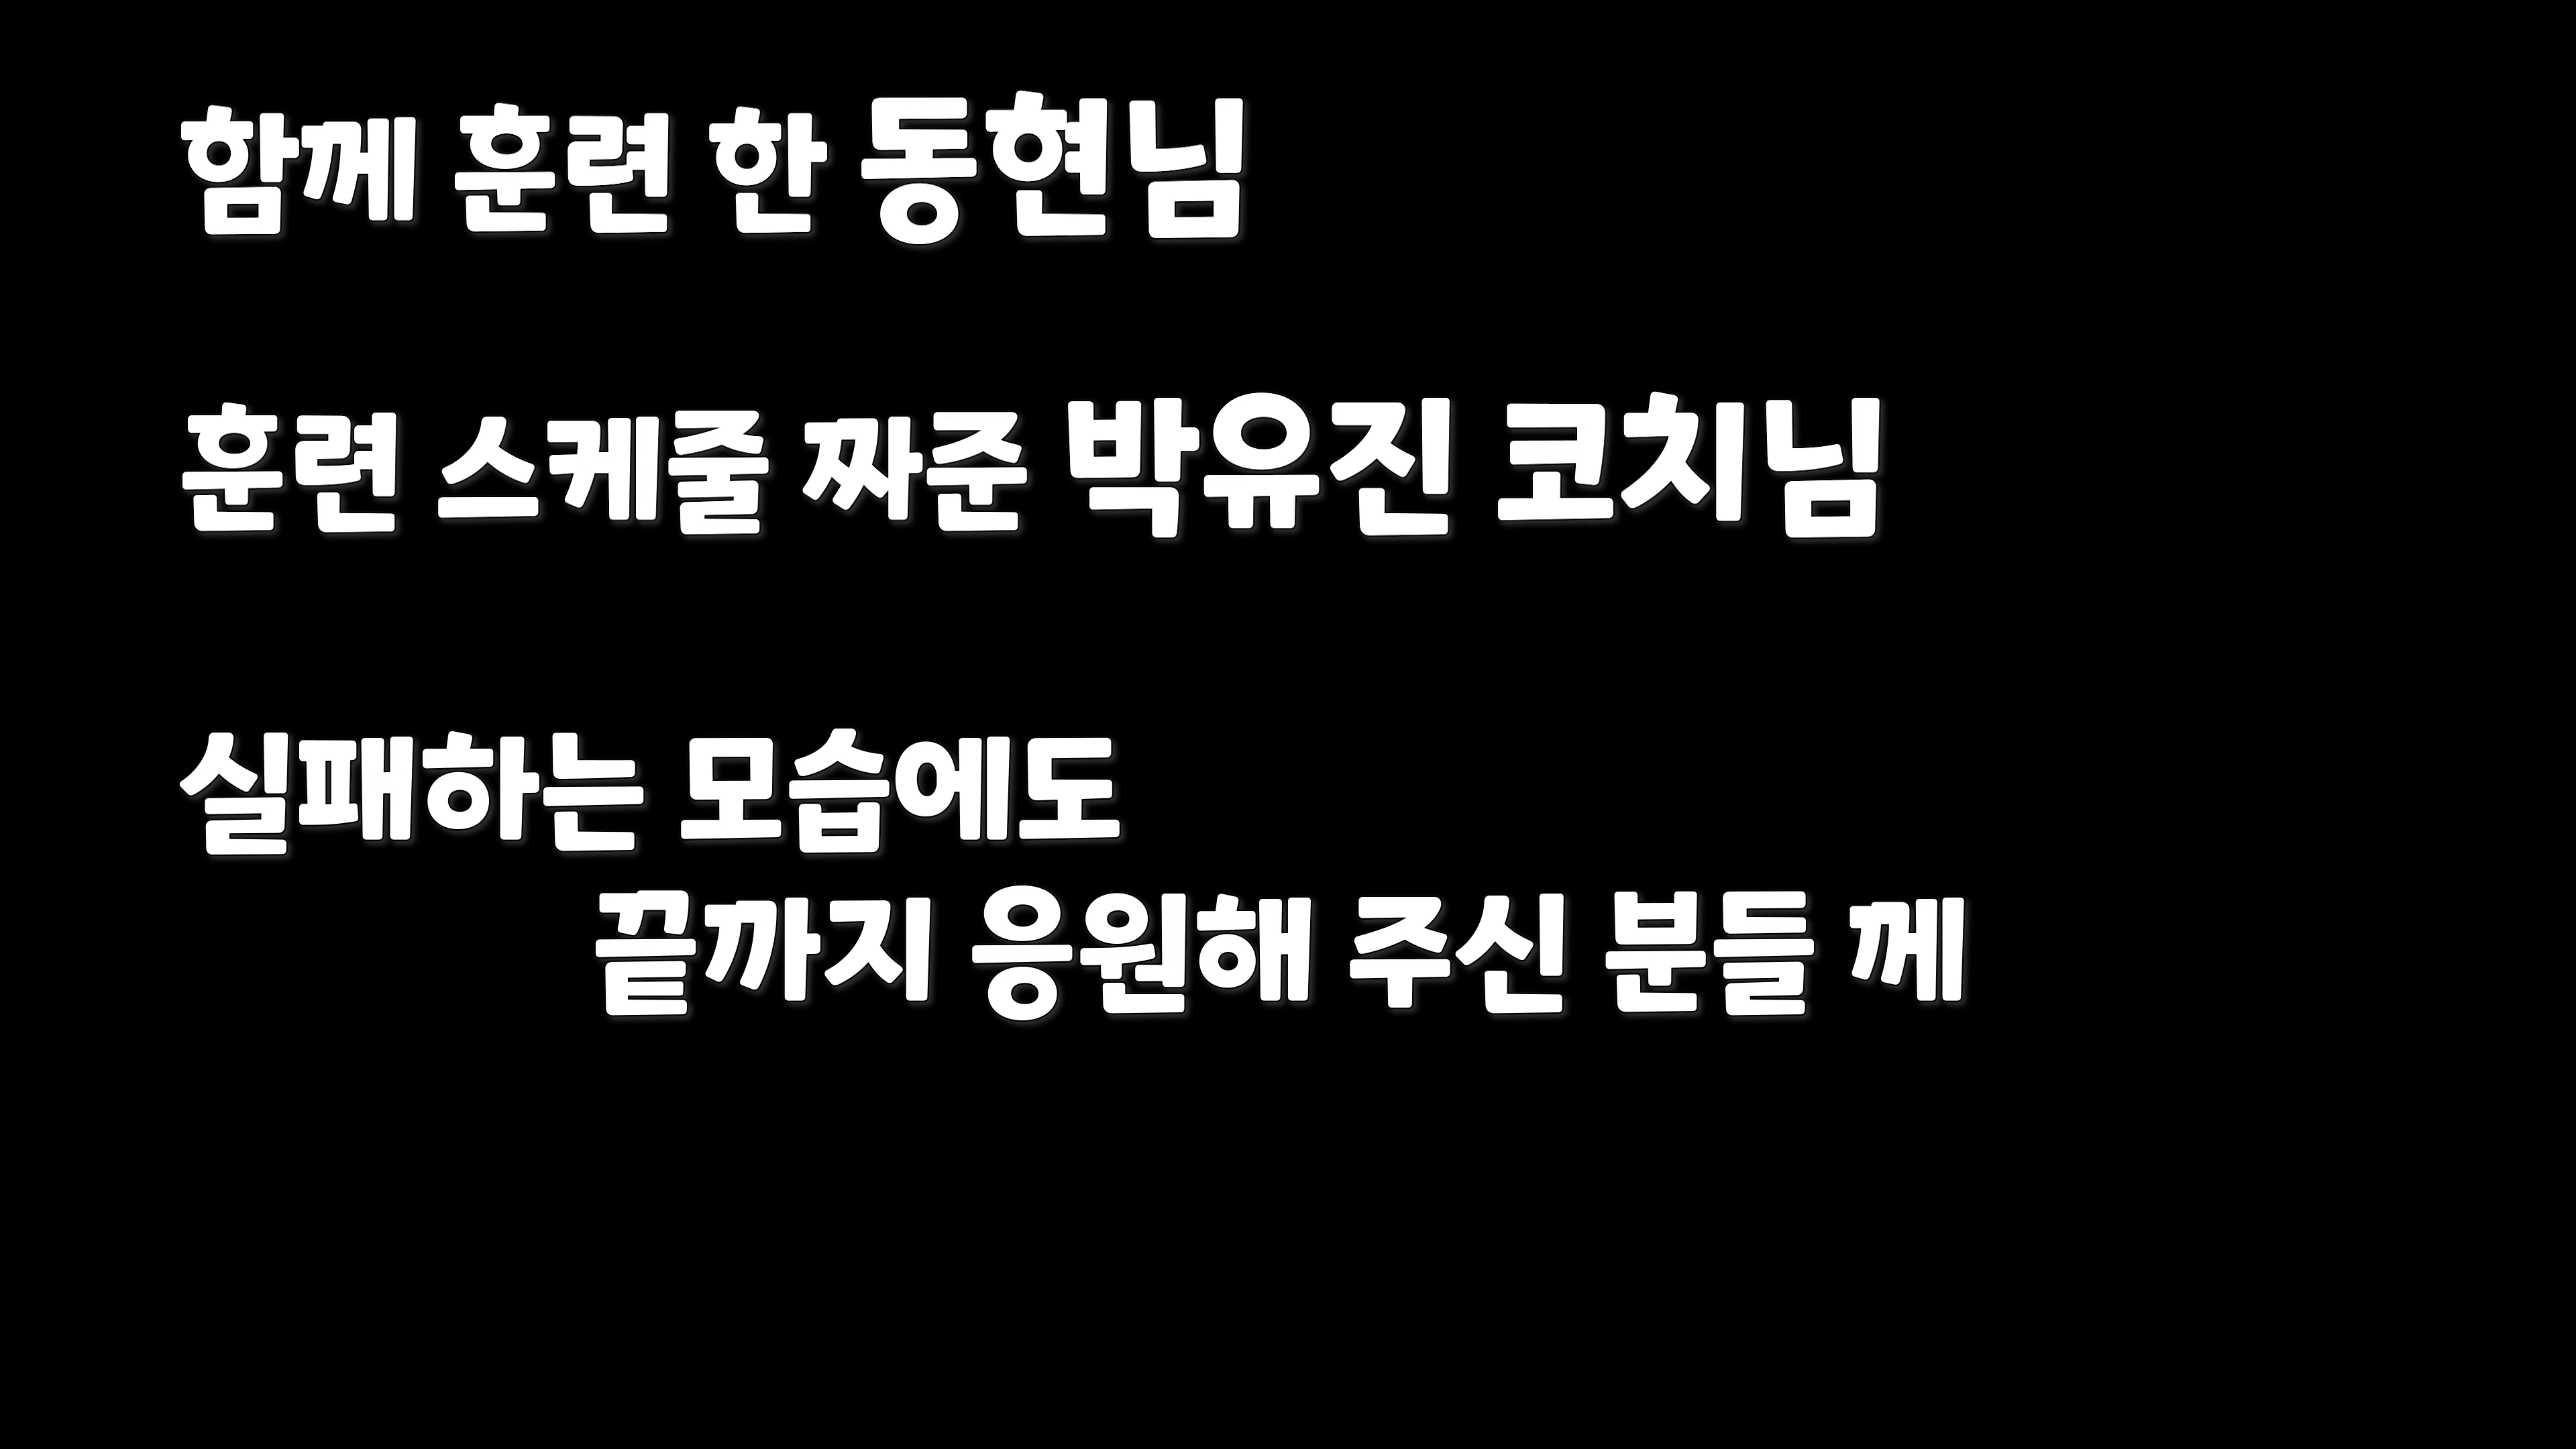 함께 훈련 한 동현님
훈련 스케줄 짜준 박유진 코치님
실패하는 모습에도
끝까지 응원해 주신 분들 께